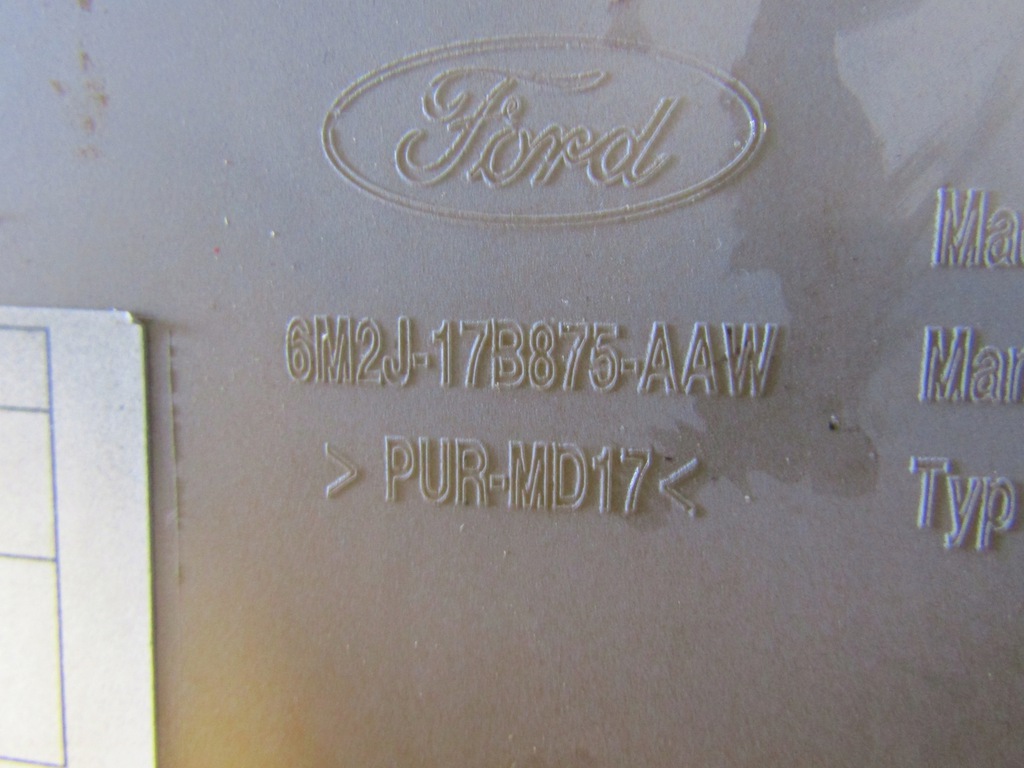 Ford
6M2J-17B875-AAW
> PUR-MD17 <
Typ